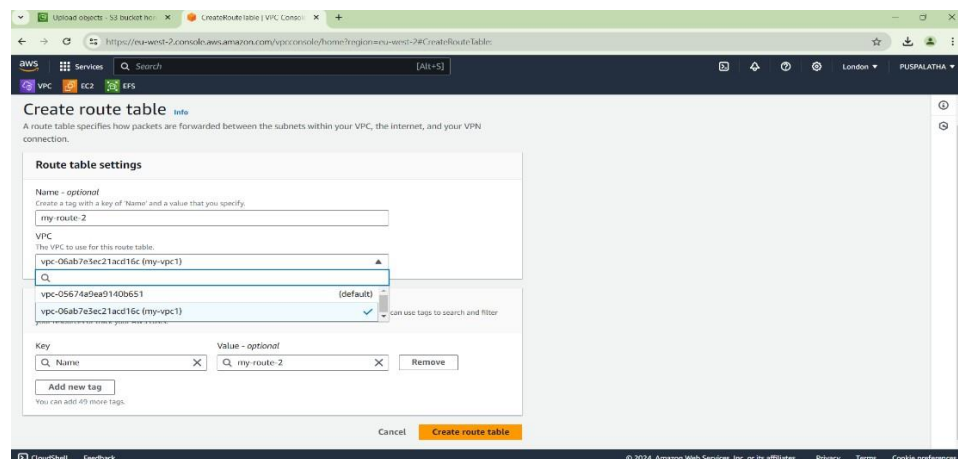 Upload objects - S3 bucket ho
CreateRouteTable | VPC Console
https://eu-west-2.console.aws.amazon.com/vpcconsole/home?region=eu-west-2#CreateRouteTable:
aws Services Search [Alt+S] London PUSPALATHA
VPC EC2 EFS
Create route table Info
A route table specifies how packets are forwarded between the subnets within your VPC, the internet, and your VPN
connection.
Route table settings
Name - optional
Create a tag with a key of 'Name' and a value that you specify.
my-route-2
VPC
The VPC to use for this route table.
vpc-06ab7e3ec21acd16c (my-vpc1)
vpc-05674a9ea9140b651 (default)
vpc-06ab7e3ec21acd16c (my-vpc1)
can use tags to search and filter
your resources or track your AWS costs.
Key Value - optional
Name my-route-2 Remove
Add new tag
You can add 49 more tags.
Cancel Create route table
CloudShell Feedback © 2024, Amazon Web Services, Inc. or its affiliates. Privacy Terms Cookie preferences